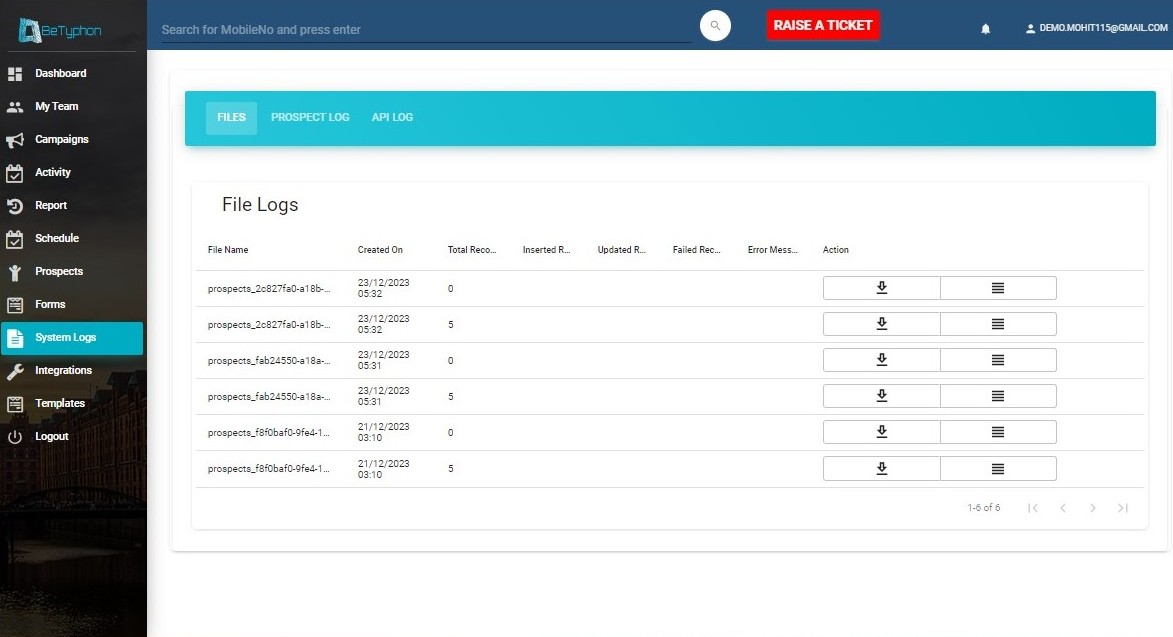 BeTyphon
Search for MobileNo and press enter
RAISE A TICKET
DEMO.MOHIT115@GMAIL.COM
Dashboard
My Team
Campaigns
Activity
Report
Schedule
Prospects
Forms
System Logs
Integrations
Templates
Logout
FILES PROSPECT LOG API LOG
File Logs
File Name Created On Total Reco... Inserted R... Updated R... Failed Rec... Error Mess... Action
prospects_2c827fa0-a18b-... 23/12/2023 05:32 0
prospects_2c827fa0-a18b-... 23/12/2023 05:32 5
prospects_fab24550-a18a-... 23/12/2023 05:31 0
prospects_fab24550-a18a-... 23/12/2023 05:31 5
prospects_f8f0baf0-9fe4-1... 21/12/2023 03:10 0
prospects_f8f0baf0-9fe4-1... 21/12/2023 03:10 5
1-6 of 6